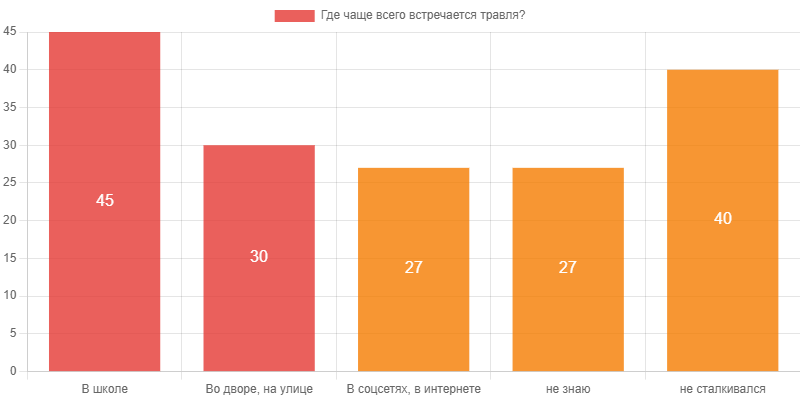 Где чаще всего встречается травля?
45
40
35
30
25
20
15
10
5
0
45
30
27
27
40
В школе
Во дворе, на улице
В соцсетях, в интернете
не знаю
не сталкивался